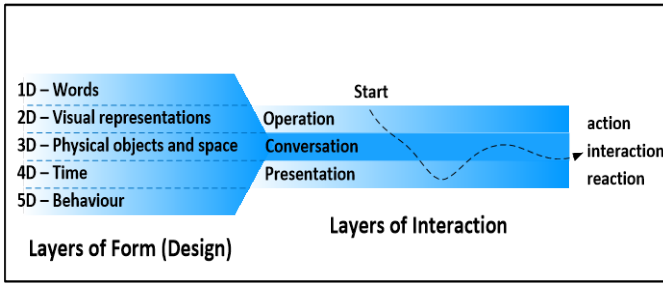 1D – Words
2D – Visual representations
3D – Physical objects and space
4D – Time
5D – Behaviour
Layers of Form (Design)
Start
Operation
Conversation
Presentation
action
interaction
reaction
Layers of Interaction